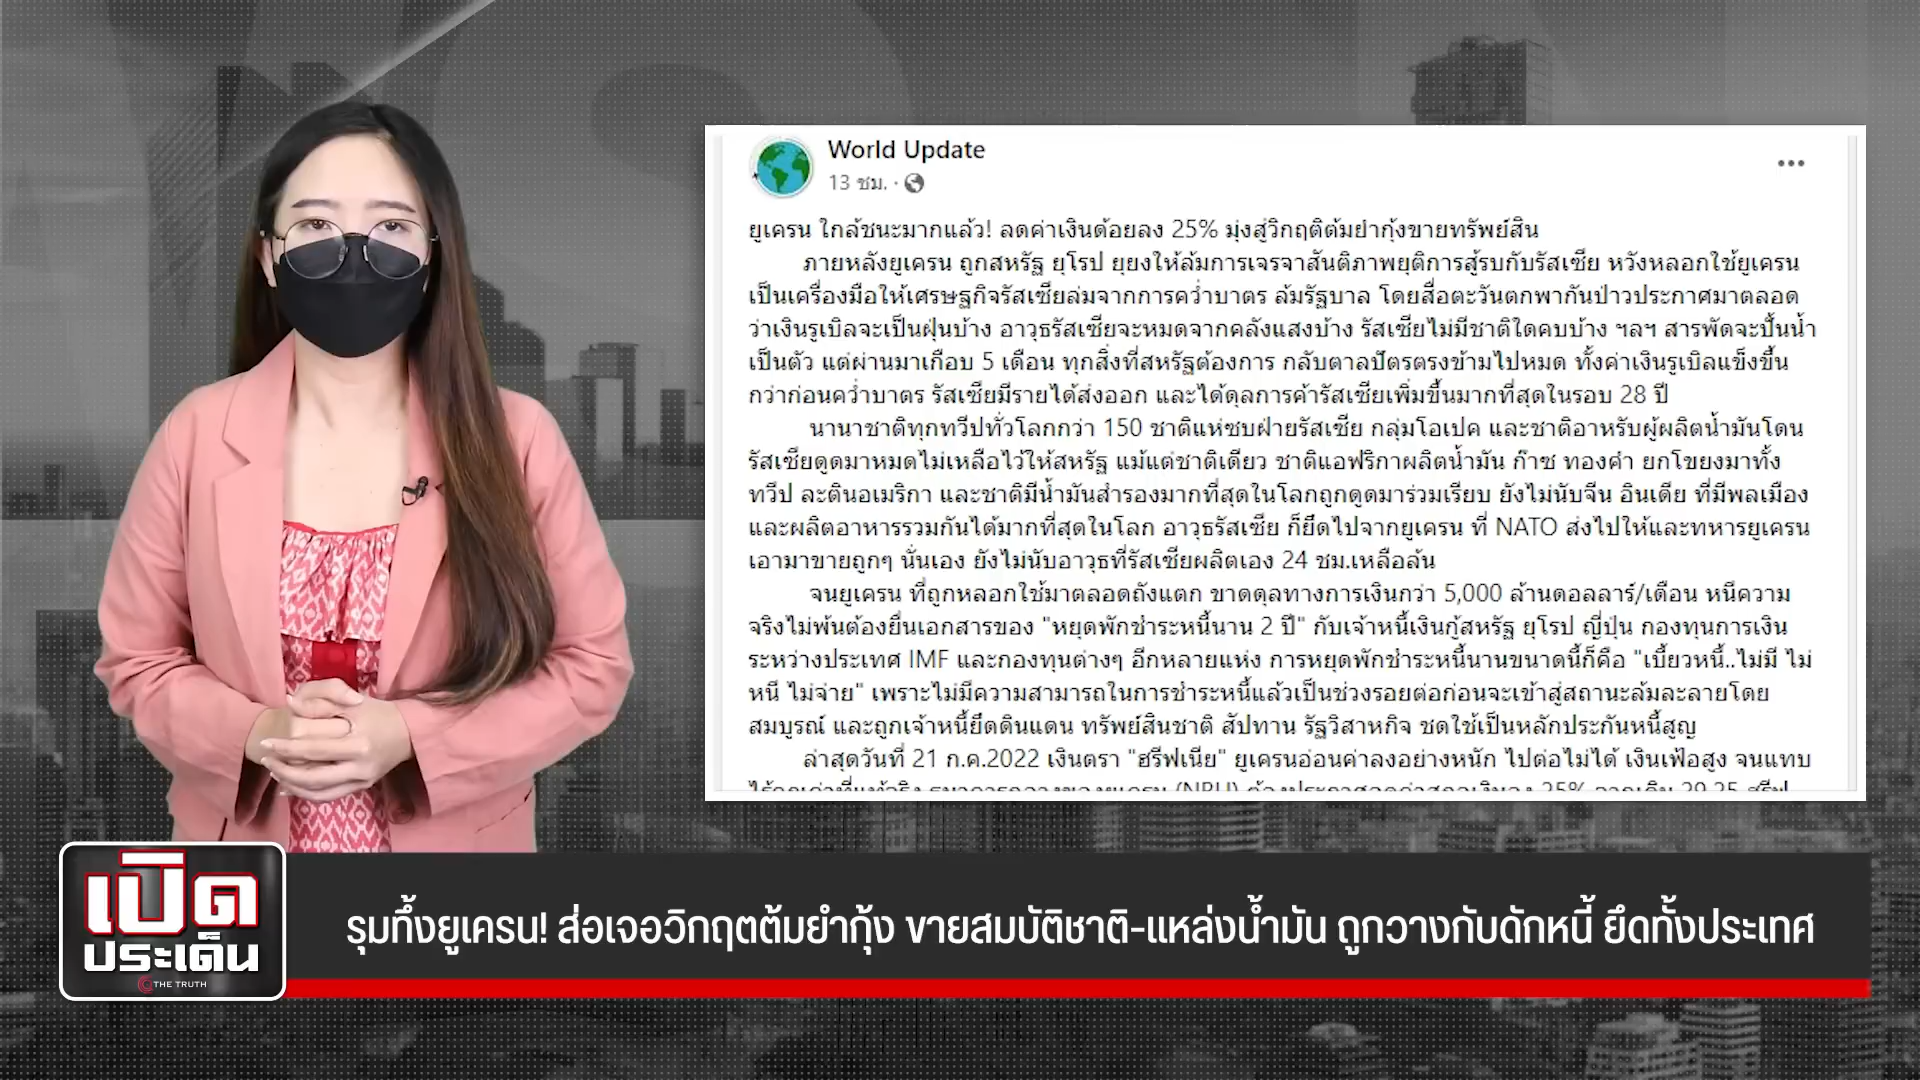 World Update
13 ชม. ·
ยูเครน ใกล้ชนะมากแล้ว! ลดค่าเงินด้อยลง 25% มุ่งสู่วิกฤติต้มยำกุ้งขายทรัพย์สิน
ภายหลังยูเครน ถูกสหรัฐ ยุโรป ยุยงให้ล้มการเจรจาสันติภาพยุติการสู้รบกับรัสเซีย หวังหลอกใช้ยูเครน
เป็นเครื่องมือให้เศรษฐกิจรัสเซียล่มจากการคว่ำบาตร ล้มรัฐบาล โดยสื่อตะวันตกพากันป่าวประกาศมาตลอด
ว่าเงินรูเบิลจะเป็นฝุ่นบ้าง อาวุธรัสเซียจะหมดจากคลังแสงบ้าง รัสเซียไม่มีชาติใดคบบ้าง ฯลฯ สารพัดจะปั้นน้ำ
เป็นตัว แต่ผ่านมาเกือบ 5 เดือน ทุกสิ่งที่สหรัฐต้องการ กลับตาลปัตรตรงข้ามไปหมด ทั้งค่าเงินรูเบิลแข็งขึ้น
กว่าก่อนคว่ำบาตร รัสเซียมีรายได้ส่งออก และได้ดุลการค้ารัสเซียเพิ่มขึ้นมากที่สุดในรอบ 28 ปี
นานาชาติทุกทวีปทั่วโลกกว่า 150 ชาติแห่ซบฝ่ายรัสเซีย กลุ่มโอเปค และชาติอาหรับผู้ผลิตน้ำมันโดน
รัสเซียดูดมาหมดไม่เหลือไว้ให้สหรัฐ แม้แต่ชาติเดียว ชาติแอฟริกาผลิตน้ำมัน ก๊าซ ทองคำ ยกโขยงมาทั้ง
ทวีป ละตินอเมริกา และชาติมีน้ำมันสำรองมากที่สุดในโลกถูกดูดมาร่วมเรียบ ยังไม่นับจีน อินเดีย ที่มีพลเมือง
และผลิตอาหารรวมกันได้มากที่สุดในโลก อาวุธรัสเซีย ก็ยึดไปจากยูเครน ที่ NATO ส่งไปให้และทหารยูเครน
เอามาขายถูกๆ นั่นเอง ยังไม่นับอาวุธที่รัสเซียผลิตเอง 24 ชม.เหลือล้น
จนยูเครน ที่ถูกหลอกใช้มาตลอดถังแตก ขาดดุลทางการเงินกว่า 5,000 ล้านดอลลาร์/เดือน หนีความ
จริงไม่พ้นต้องยื่นเอกสารของ "หยุดพักชำระหนี้นาน 2 ปี" กับเจ้าหนี้เงินกู้สหรัฐ ยุโรป ญี่ปุ่น กองทุนการเงิน
ระหว่างประเทศ IMF และกองทุนต่างๆ อีกหลายแห่ง การหยุดพักชำระหนี้นานขนาดนี้ก็คือ "เบี้ยวหนี้..ไม่มี ไม่
หนี ไม่จ่าย" เพราะไม่มีความสามารถในการชำระหนี้แล้วเป็นช่วงรอยต่อก่อนจะเข้าสู่สถานะล้มละลายโดย
สมบูรณ์ และถูกเจ้าหนี้ยึดดินแดน ทรัพย์สินชาติ สัปทาน รัฐวิสาหกิจ ชดใช้เป็นหลักประกันหนี้สูญ
ล่าสุดวันที่ 21 ก.ค.2022 เงินตรา "ฮรีฟเนีย" ยูเครนอ่อนค่าลงอย่างหนัก ไปต่อไม่ได้ เงินเฟ้อสูง จนแทบ
เปิด
ประเด็น
THE TRUTH
รุมทึ้งยูเครน! ส่อเจอวิกฤตต้มยำกุ้ง ขายสมบัติชาติ-แหล่งน้ำมัน ถูกวางกับดักหนี้ ยึดทั้งประเทศ